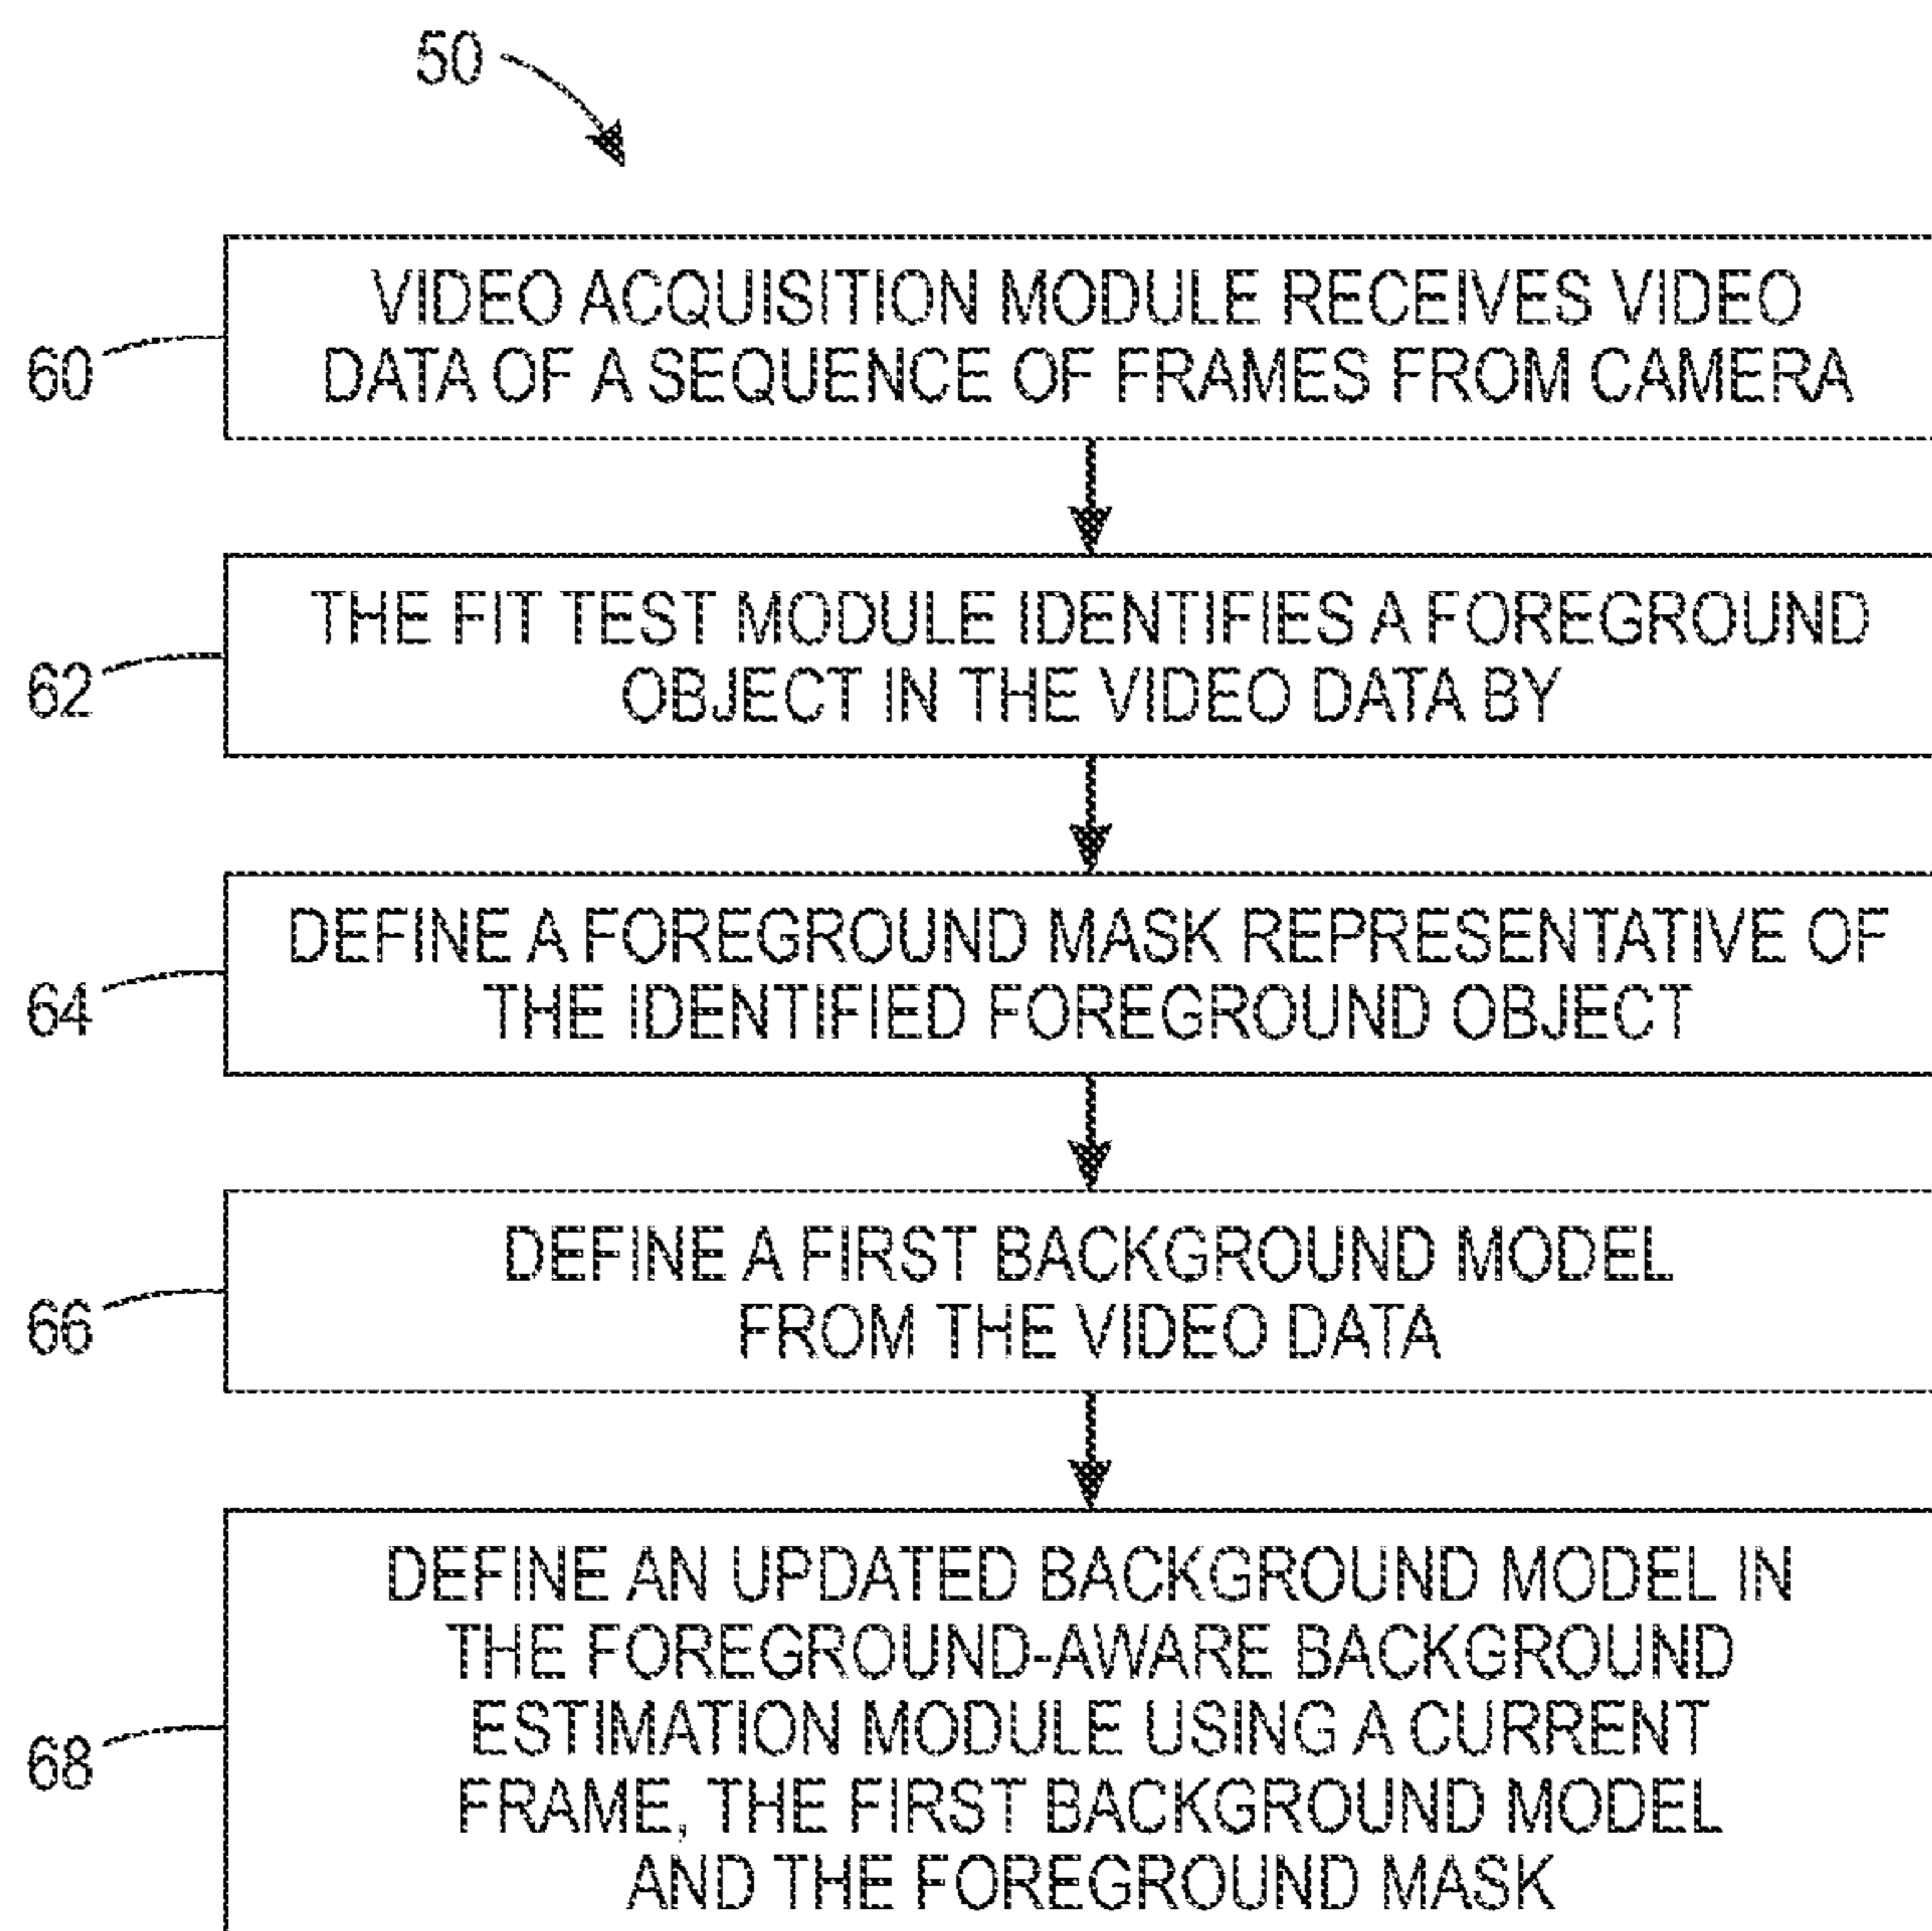 50
VIDEO ACQUISITION MODULE RECEIVES VIDEO
DATA OF A SEQUENCE OF FRAMES FROM CAMERA
60
THE FIT TEST MODULE IDENTIFIES A FOREGROUND
OBJECT IN THE VIDEO DATA BY
62
DEFINE A FOREGROUND MASK REPRESENTATIVE OF
THE IDENTIFIED FOREGROUND OBJECT
64
DEFINE A FIRST BACKGROUND MODEL
FROM THE VIDEO DATA
66
DEFINE AN UPDATED BACKGROUND MODEL IN
THE FOREGROUND-AWARE BACKGROUND
ESTIMATION MODULE USING A CURRENT
FRAME, THE FIRST BACKGROUND MODEL
AND THE FOREGROUND MASK
68